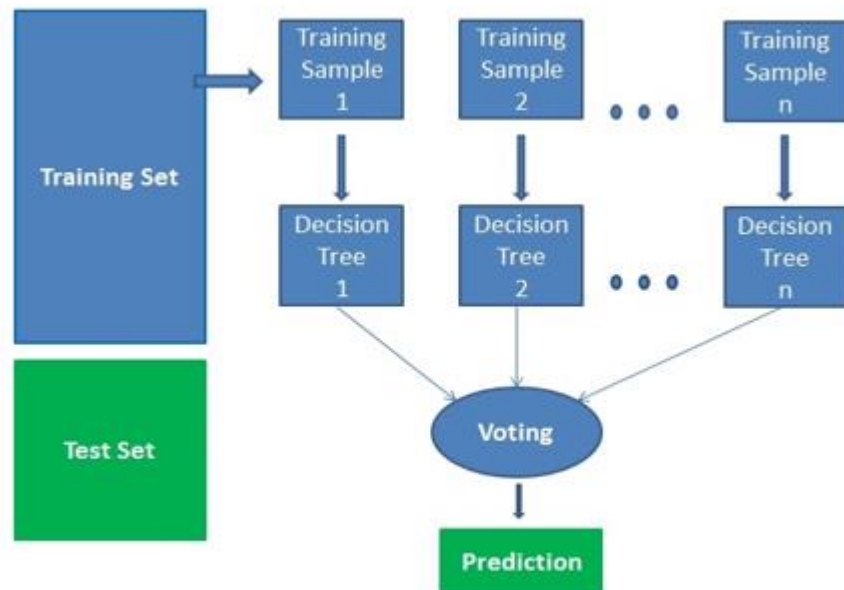 Training Set
Test Set
Training
Sample
1
Training
Sample
2
Training
Sample
n
Decision
Tree
1
Decision
Tree
2
Decision
Tree
n
Voting
Prediction